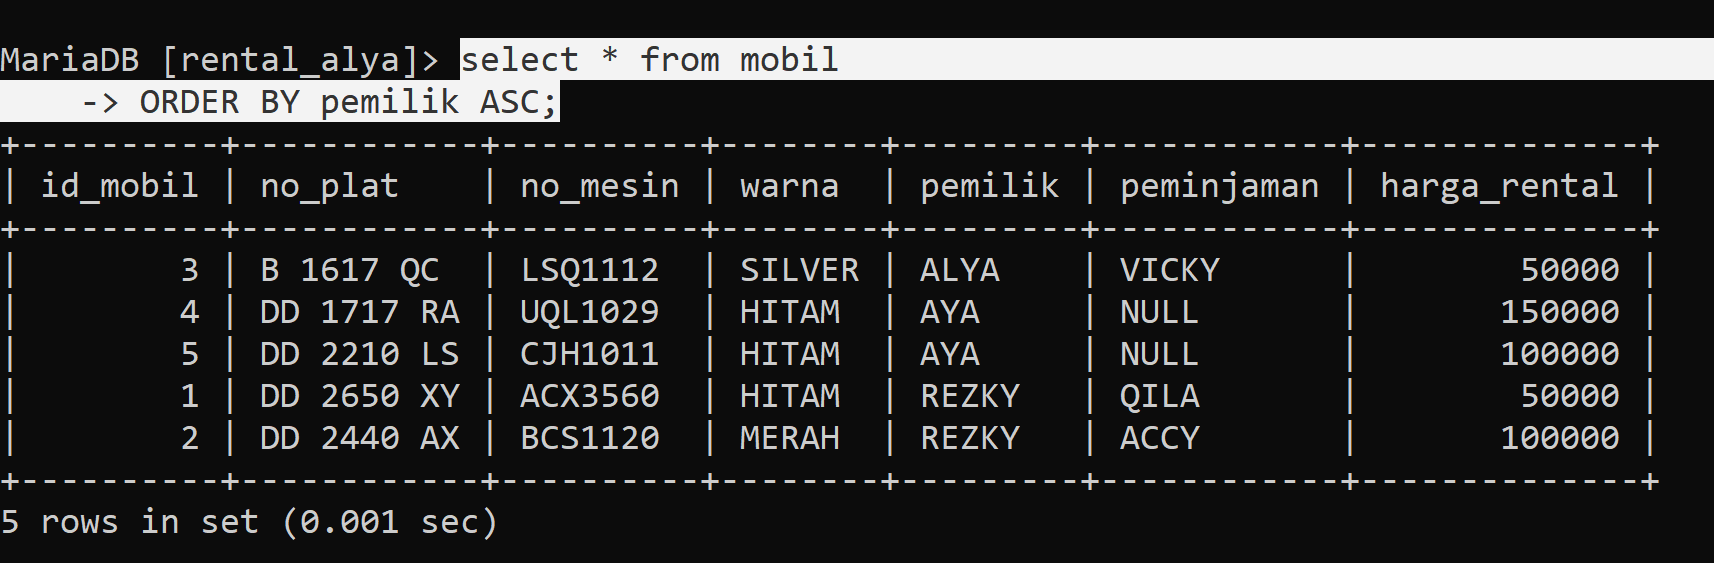 MariaDB [rental_alya]> select * from mobil
    -> ORDER BY pemilik ASC;
+----------+------------+----------+--------+---------+------------+--------------+
| id_mobil | no_plat    | no_mesin | warna  | pemilik | peminjaman | harga_rental |
+----------+------------+----------+--------+---------+------------+--------------+
|        3 | B 1617 QC  | LSQ1112  | SILVER | ALYA    | VICKY      |        50000 |
|        4 | DD 1717 RA | UQL1029  | HITAM  | AYA     | NULL       |       150000 |
|        5 | DD 2210 LS | CJH1011  | HITAM  | AYA     | NULL       |       100000 |
|        1 | DD 2650 XY | ACX3560  | HITAM  | REZKY   | QILA       |        50000 |
|        2 | DD 2440 AX | BCS1120  | MERAH  | REZKY   | ACCY       |       100000 |
+----------+------------+----------+--------+---------+------------+--------------+
5 rows in set (0.001 sec)